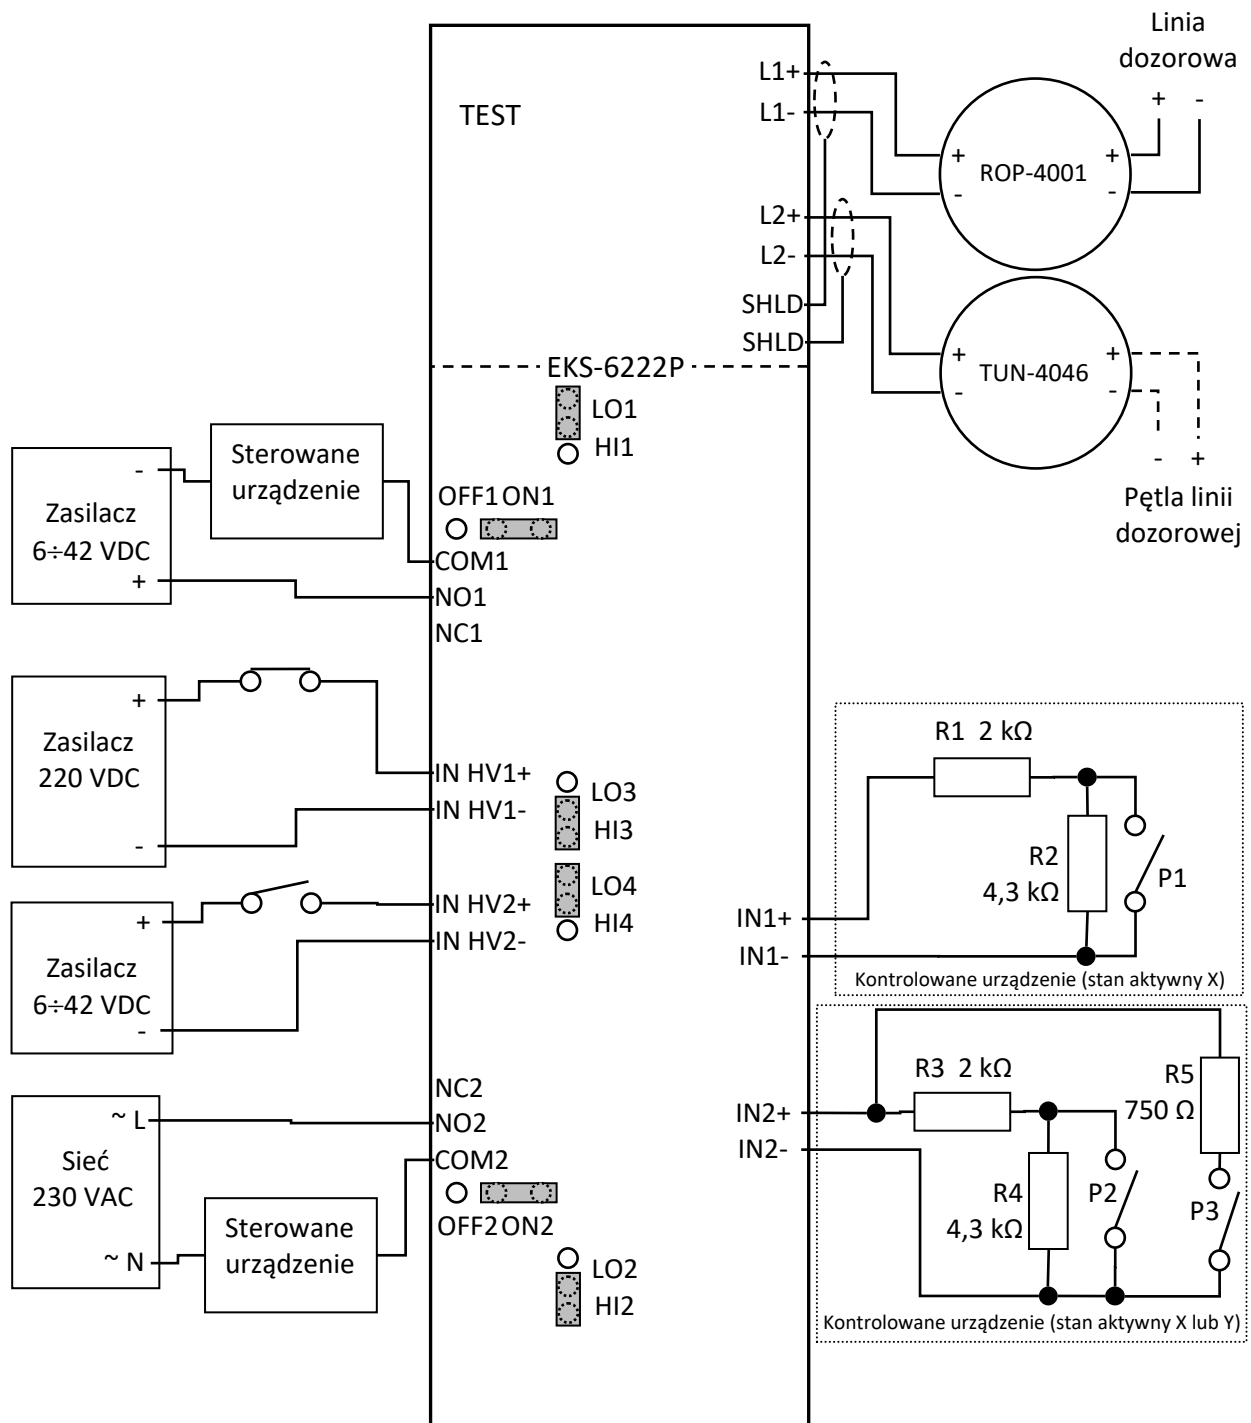 TEST
L1+
L1-
L2+
L2-
SHLD
SHLD
Linia
dozorowa
+ -
+ ROP-4001 +
- -
+ TUN-4046 +
- -
- +
Pętla linii
dozorowej
EKS-6222P
LO1
HI1
OFF1 ON1
COM1
NO1
NC1
-
Zasilacz
6÷42 VDC
+
Sterowane
urządzenie
+
Zasilacz
220 VDC
-
IN HV1+
IN HV1-
LO3
HI3
LO4
HI4
+
Zasilacz
6÷42 VDC
-
IN HV2+
IN HV2-
R1 2 kΩ
R2
4,3 kΩ
P1
IN1+
IN1-
Kontrolowane urządzenie (stan aktywny X)
NC2
NO2
COM2
OFF2 ON2
LO2
HI2
~ L
Sieć
230 VAC
~ N
Sterowane
urządzenie
IN2+
IN2-
R3 2 kΩ
R5
750 Ω
R4
4,3 kΩ
P2
P3
Kontrolowane urządzenie (stan aktywny X lub Y)